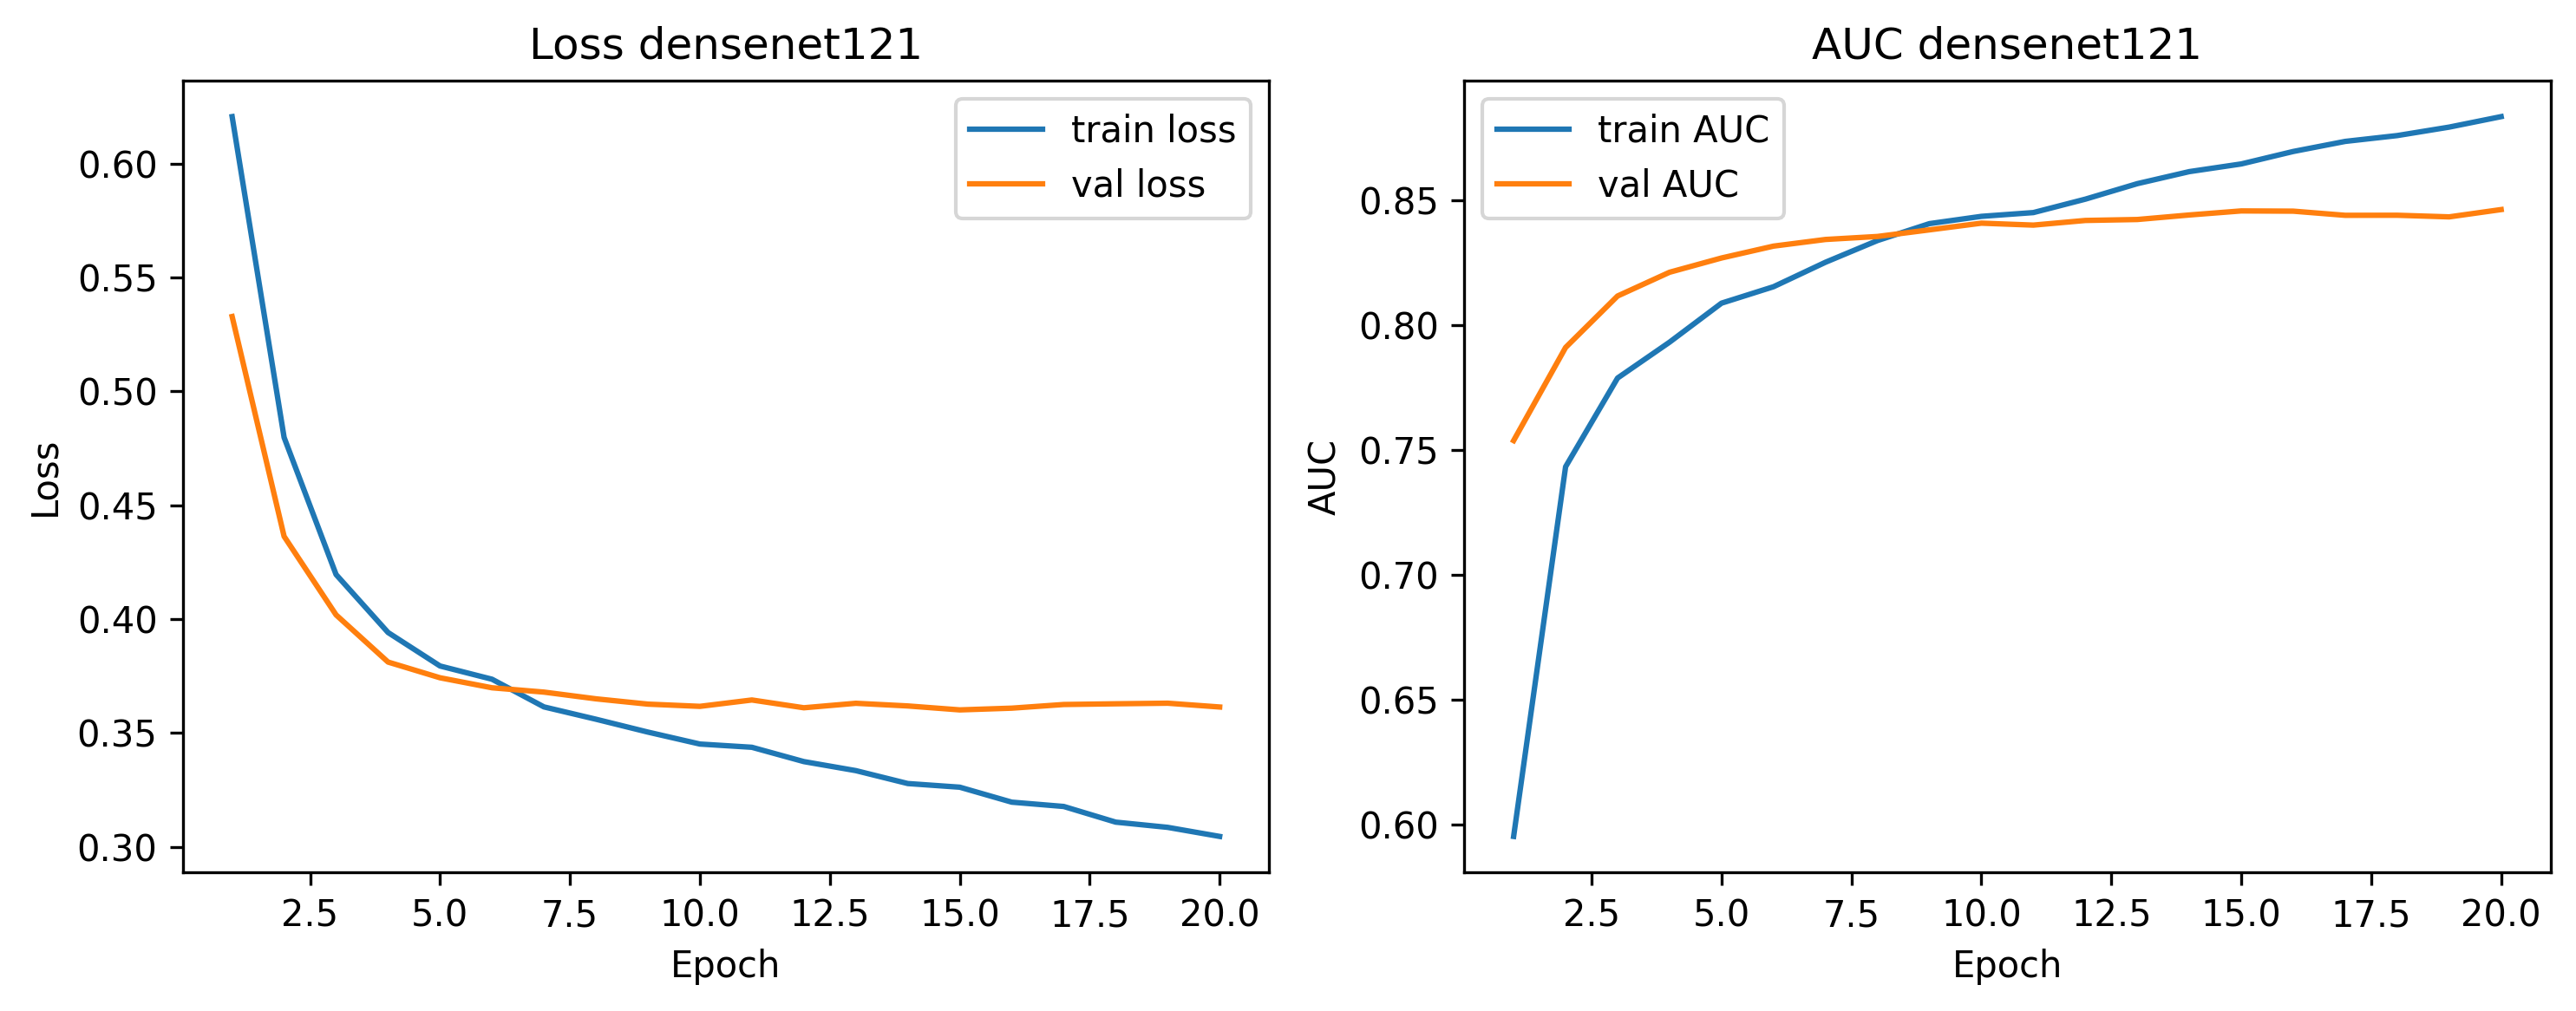 Loss densenet121
train loss
val loss
0.60
0.55
0.50
0.45
0.40
0.35
0.30
Loss
2.5 5.0 7.5 10.0 12.5 15.0 17.5 20.0
Epoch
AUC densenet121
train AUC
val AUC
0.85
0.80
0.75
0.70
0.65
0.60
AUC
2.5 5.0 7.5 10.0 12.5 15.0 17.5 20.0
Epoch